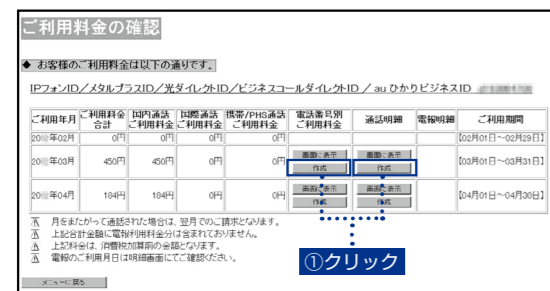 ご利用料金の確認
◆ お客様のご利用料金は以下の通りです。
IPフォンID/メタルプラスID/光ダイレクトID/ビジネスコールダイレクトID / au ひかりビジネスID
ご利用年月 ご利用料金合計 国内通話ご利用料金 国際通話ご利用料金 携帯/PHS通話ご利用料金 電話番号別ご利用料金 通話明細 電報明細 ご利用期間
20 年02月 0円 0円 0円 0円 [02月01日~02月29日]
20 年03月 450円 450円 0円 0円 画面に表示 作成 画面に表示 作成 [03月01日~03月31日]
20 年04月 184円 184円 0円 0円 画面に表示 作成 画面に表示 作成 [04月01日~04月30日]
月をまたがって通話された場合は、翌月でのご請求となります。
上記合計金額に電報利用料金分は含まれておりません。
上記料金は、消費税加算前の金額となります。
電報のご利用月日は明細画面にてご確認ください。
①クリック
メニューに戻る